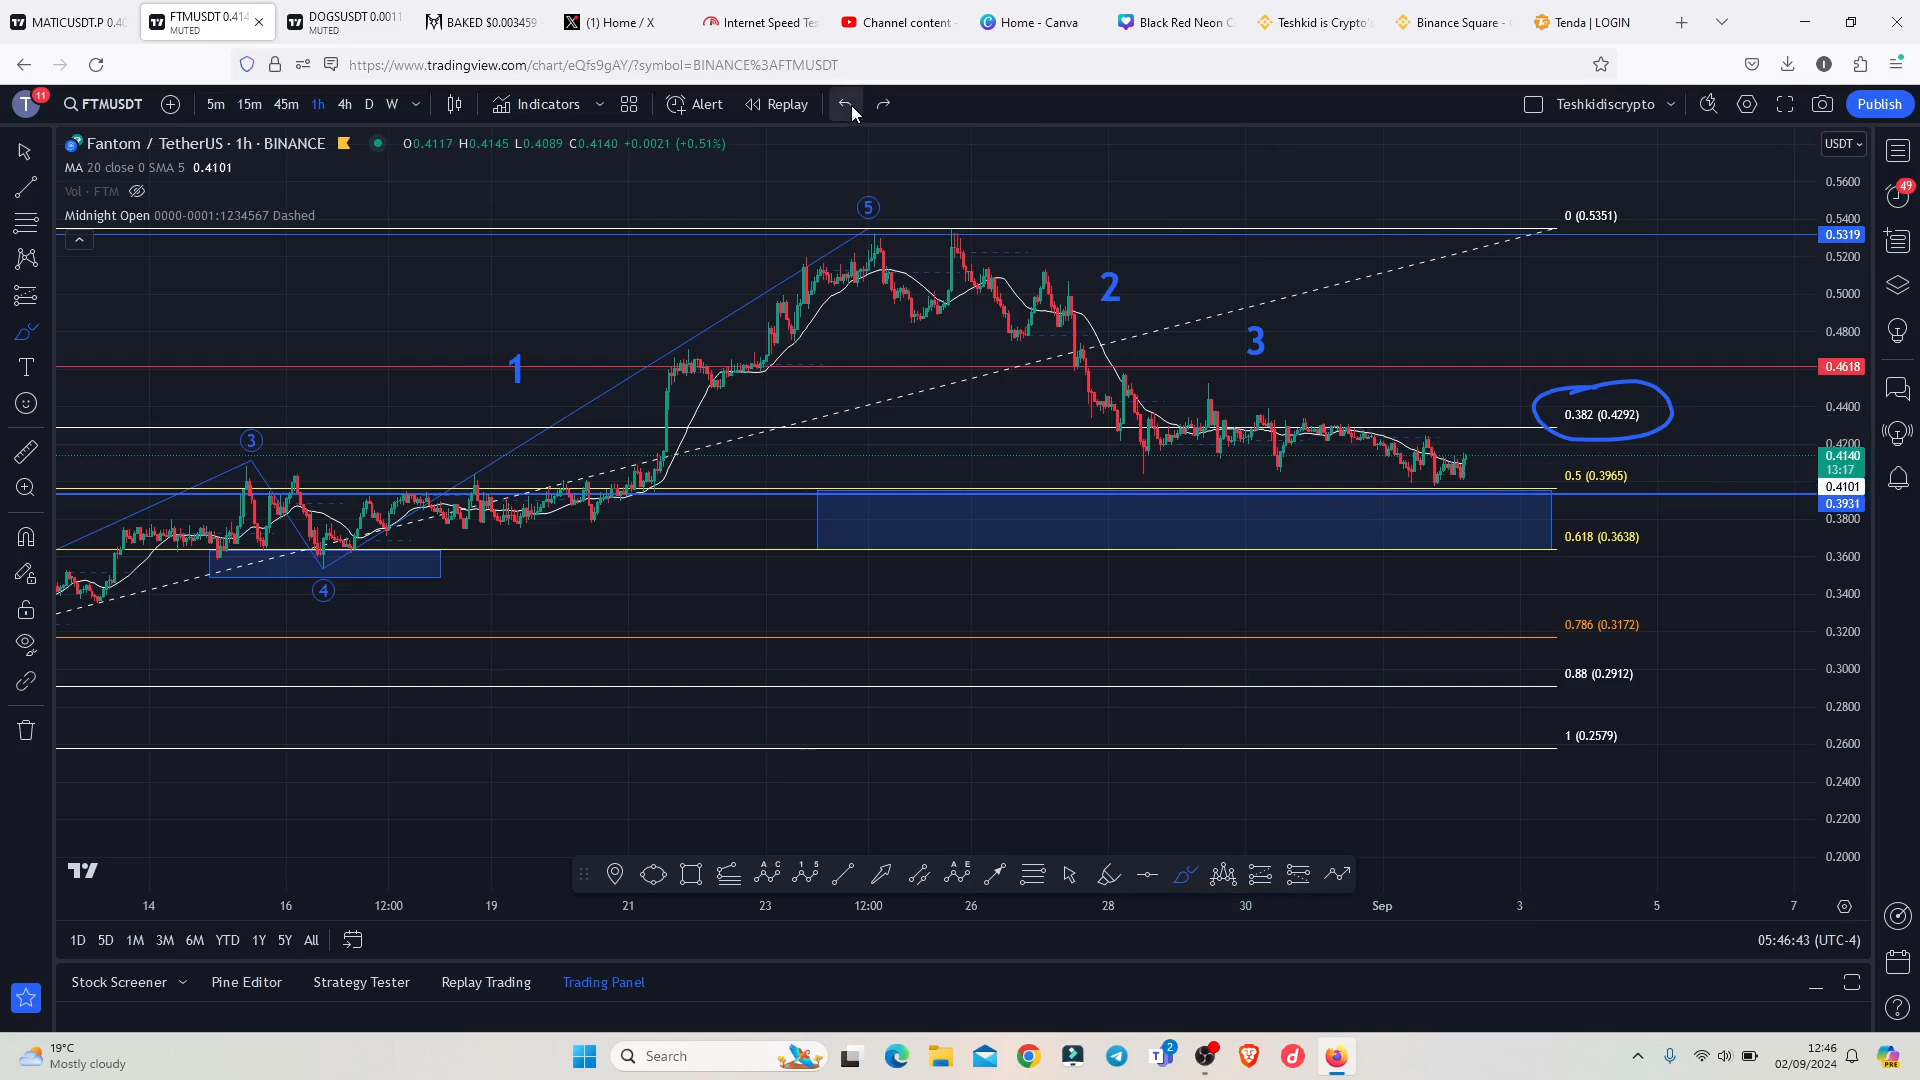 MATICUSDT.P 0.40
FTMUSDT 0.414
MUTED
DOGSUSDT 0.0011
MUTED
BAKED $0.003459
(1) Home / X
Internet Speed Tes
Channel content -
Home - Canva
Black Red Neon C
Teshkid is Crypto's
Binance Square -
Tenda | LOGIN
https://www.tradingview.com/chart/eQfs9gAY/?symbol=BINANCE%3AFTMUSDT
T
11
FTMUSDT
5m 15m 45m 1h 4h D W
Indicators
Alert
Replay
Teshkidiscrypto
Publish
Fantom / TetherUS · 1h · BINANCE
O0.4117 H0.4145 L0.4089 C0.4140 +0.0021 (+0.51%)
USDT
MA 20 close 0 SMA 5 0.4101
Vol · FTM
Midnight Open 0000-0001:1234567 Dashed
49
0.5600
0.5400
0.5319
0.5200
0.5000
0.4800
0.4618
0.4400
0.4200
0.4140
13:17
0.4101
0.3931
0.3800
0.3600
0.3400
0.3200
0.3000
0.2800
0.2600
0.2400
0.2200
0.2000
0 (0.5351)
0.382 (0.4292)
0.5 (0.3965)
0.618 (0.3638)
0.786 (0.3172)
0.88 (0.2912)
1 (0.2579)
5
2
3
1
3
4
A C
1 5
A E
14 16 12:00 19 21 23 12:00 26 28 30 Sep 3 5 7
1D 5D 1M 3M 6M YTD 1Y 5Y All
05:46:43 (UTC-4)
Stock Screener
Pine Editor
Strategy Tester
Replay Trading
Trading Panel
19°C
Mostly cloudy
Search
2
12:46
02/09/2024
PRE